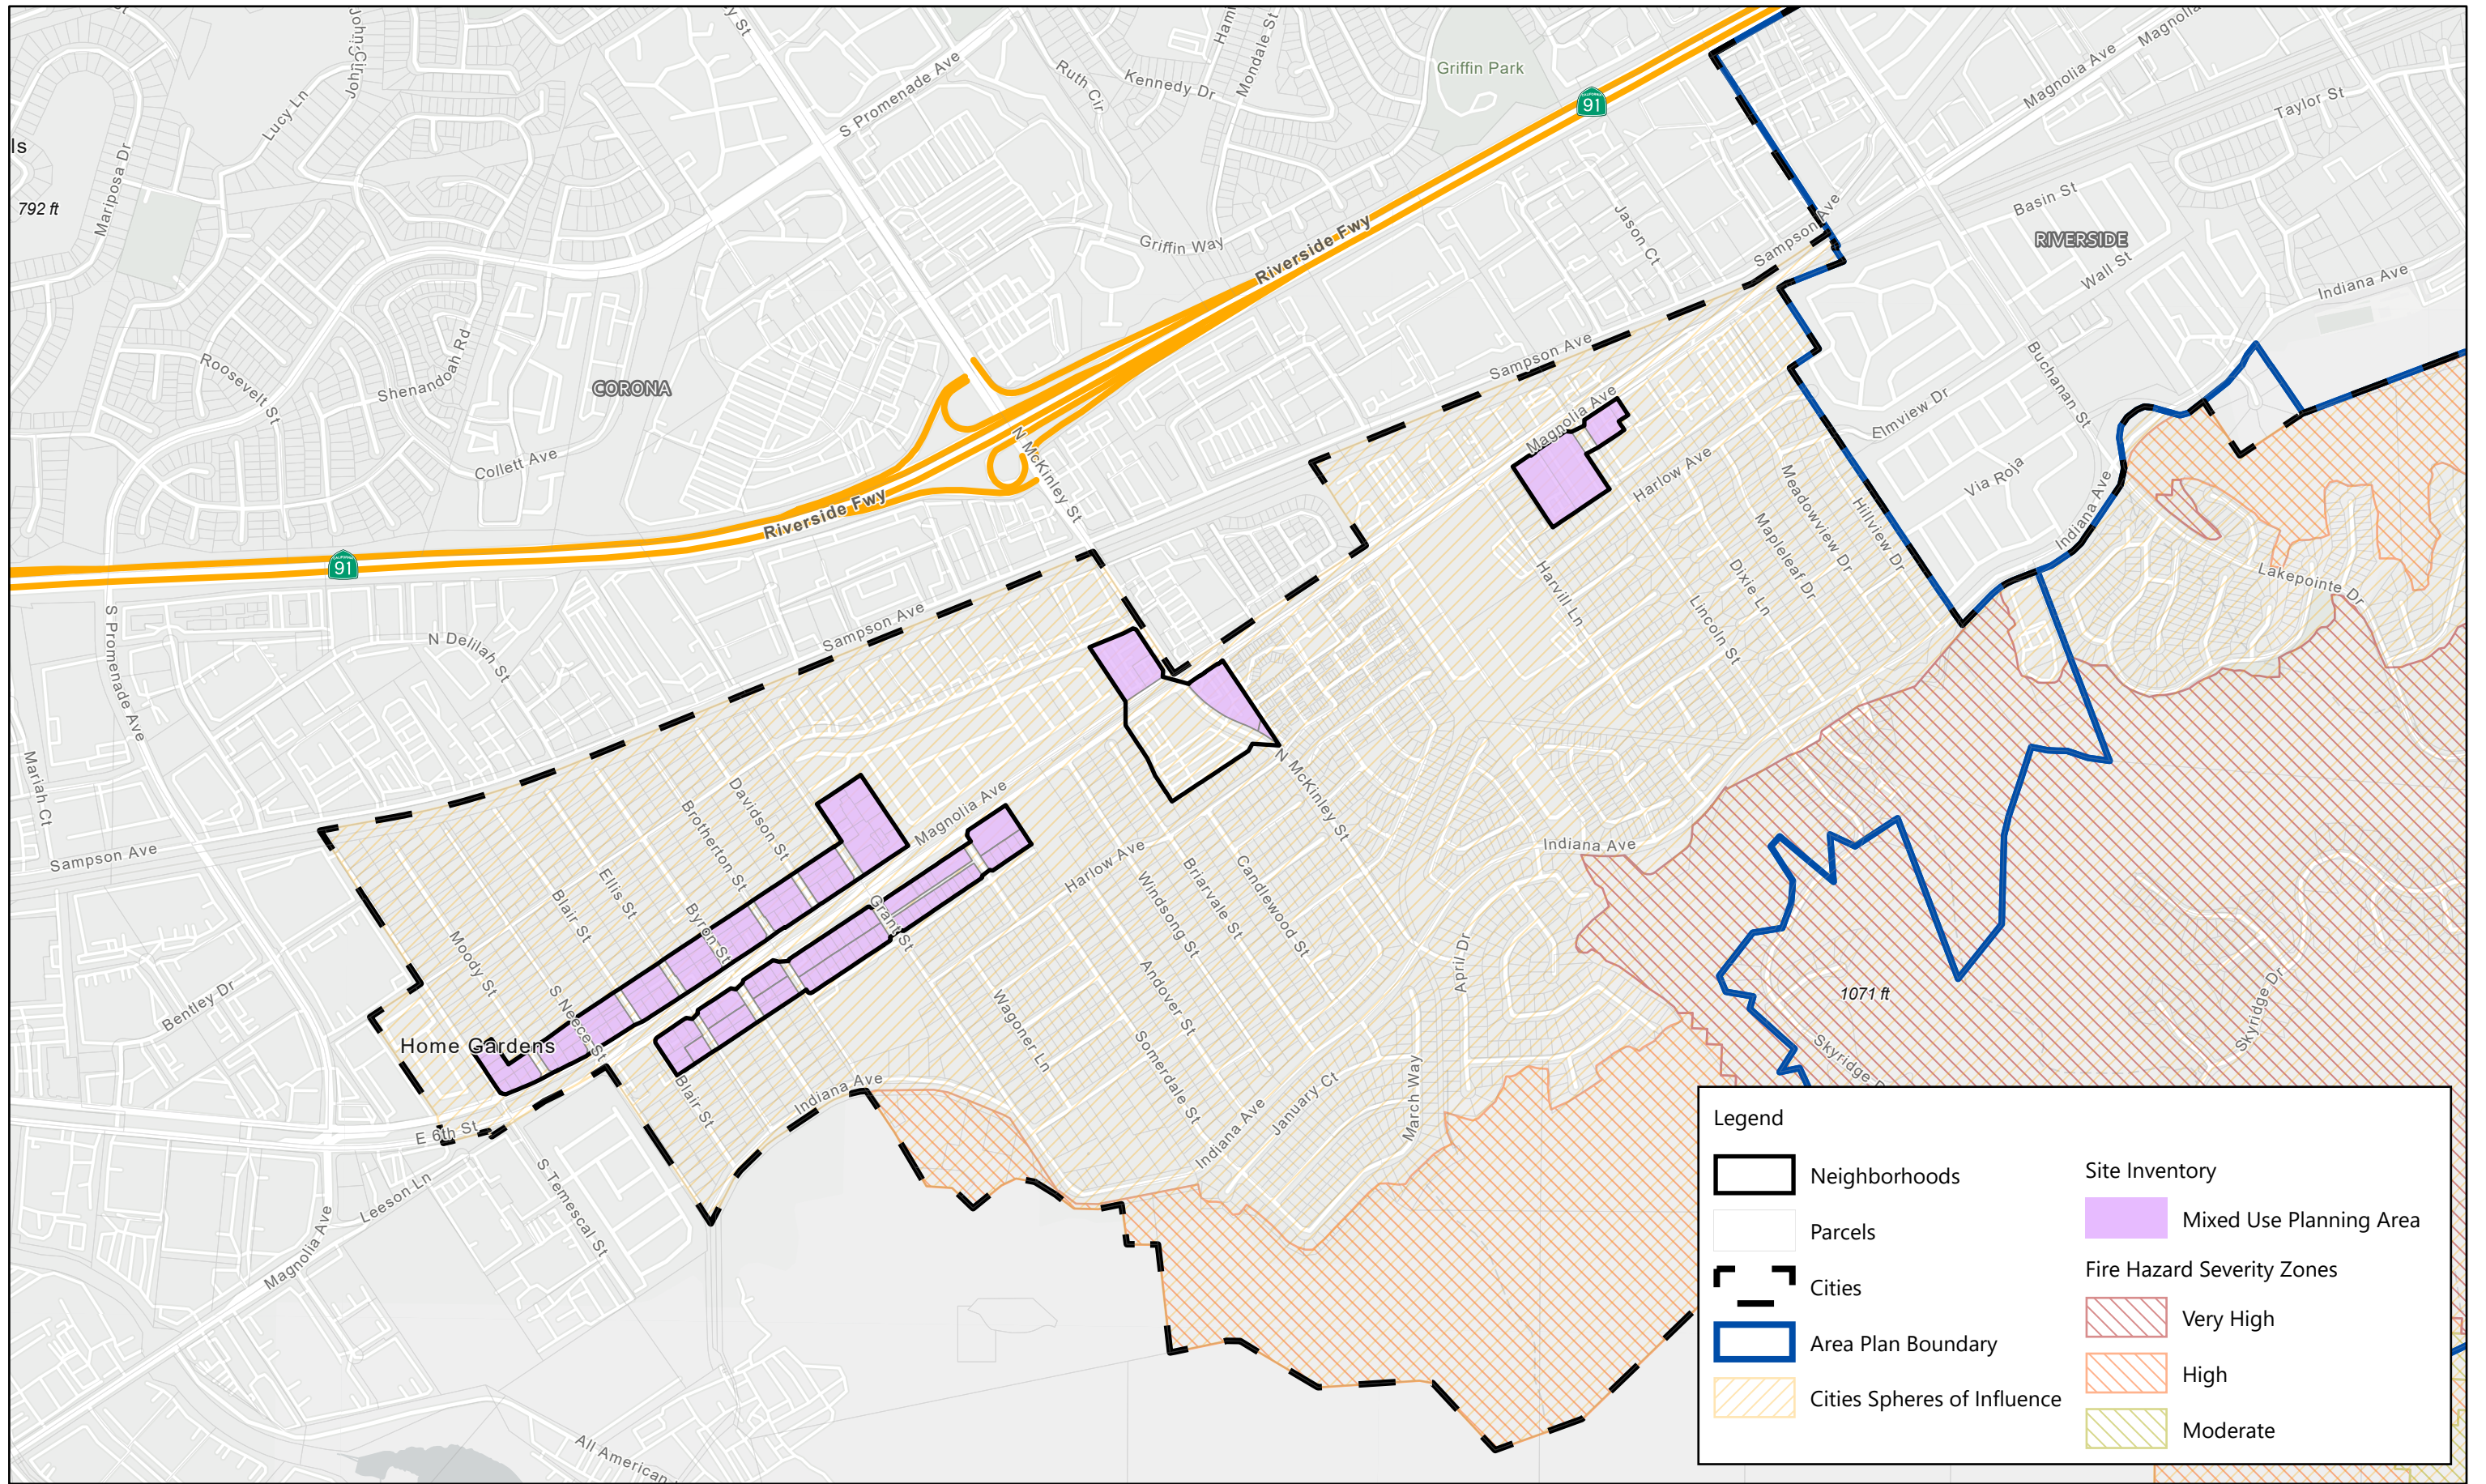 S Promenade Ave
Ruth Cir
Kennedy Dr
Mondale St
Griffin Park
91
Magnolia Ave
Magnolia
Taylor St
John Cir
Lucy Ln
ls
792 ft
Mariposa Dr
Griffin Way
Riverside Fwy
Jason Ct
Sampson Ave
Basin St
RIVERSIDE
Wall St
Indiana Ave
Roosevelt St
Shenandoah Rd
CORONA
Sampson Ave
Buchanan St
Elmview Dr
Magnolia Ave
Collett Ave
N McKinley St
Harlow Ave
Via Roja
Riverside Fwy
Meadowview Dr
Hillview Dr
Indiana Ave
91
Mapleleaf Dr
Harvill Ln
Dixie Ln
Lakepointe Dr
S Promenade Ave
N Delilah St
Sampson Ave
Lincoln St
Mariah Ct
Davidson St
Brotherton St
Magnolia Ave
N McKinley St
Sampson Ave
Indiana Ave
Harlow Ave
Ellis St
Blair St
Byron St
Grant St
Windsong St
Briarvale St
Candlewood St
Moody St
April Dr
Bentley Dr
S Neece St
Wagoner Ln
Andover St
1071 ft
Skyridge Dr
Home Gardens
Somerdale St
Skyridge D
Blair St
Indiana Ave
January Ct
March Way
E 6th St
Indiana Ave
S Temescal St
Leeson Ln
Magnolia Ave
All American
Legend
Neighborhoods
Parcels
Cities
Area Plan Boundary
Cities Spheres of Influence
Site Inventory
Mixed Use Planning Area
Fire Hazard Severity Zones
Very High
High
Moderate